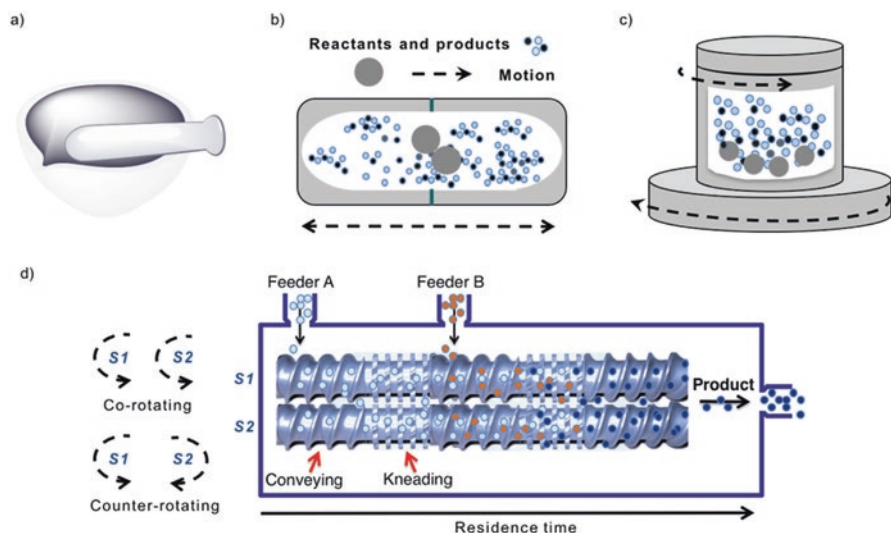 a)
b)
Reactants and products
Motion
c)
d)
Feeder A
Feeder B
S1
S2
Co-rotating
S1
S2
Counter-rotating
S1
S2
Product
Conveying
Kneading
Residence time